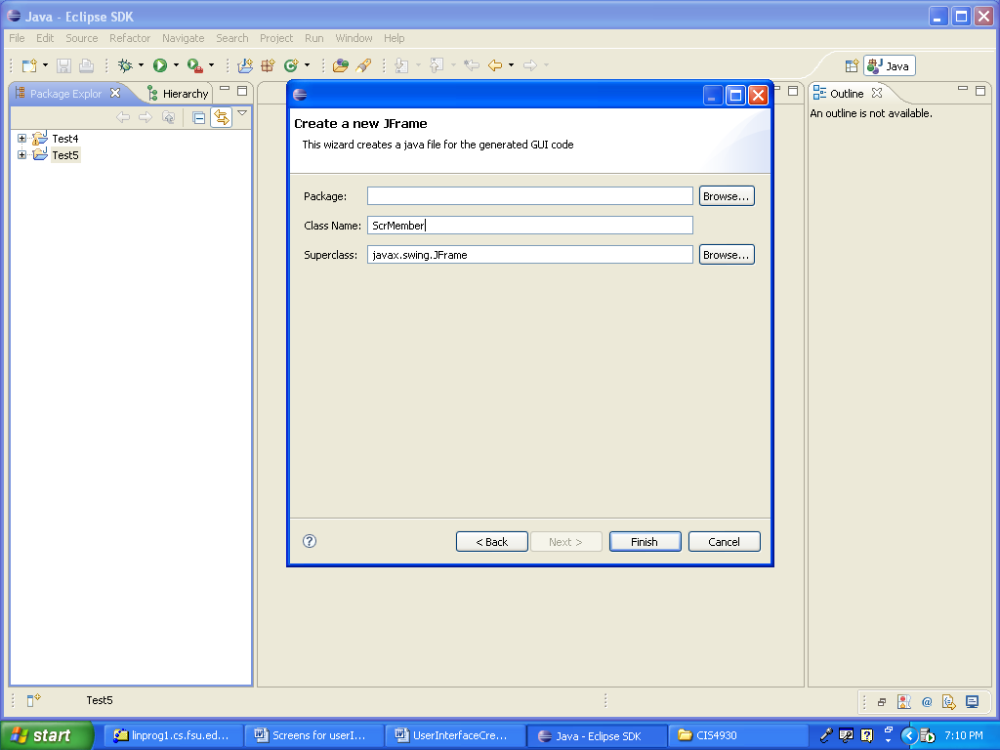 Java - Eclipse SDK
File Edit Source Refactor Navigate Search Project Run Window Help
Java
Package Explor
Hierarchy
Test4
Test5
Create a new JFrame
This wizard creates a java file for the generated GUI code
Package:
Browse...
Class Name:
ScrMember
Superclass:
javax.swing.JFrame
Browse...
< Back
Next >
Finish
Cancel
Outline
An outline is not available.
Test5
start
linprog1.cs.fsu.ed...
Screens for userI...
UserInterfaceCre...
Java - Eclipse SDK
CIS4930
7:10 PM